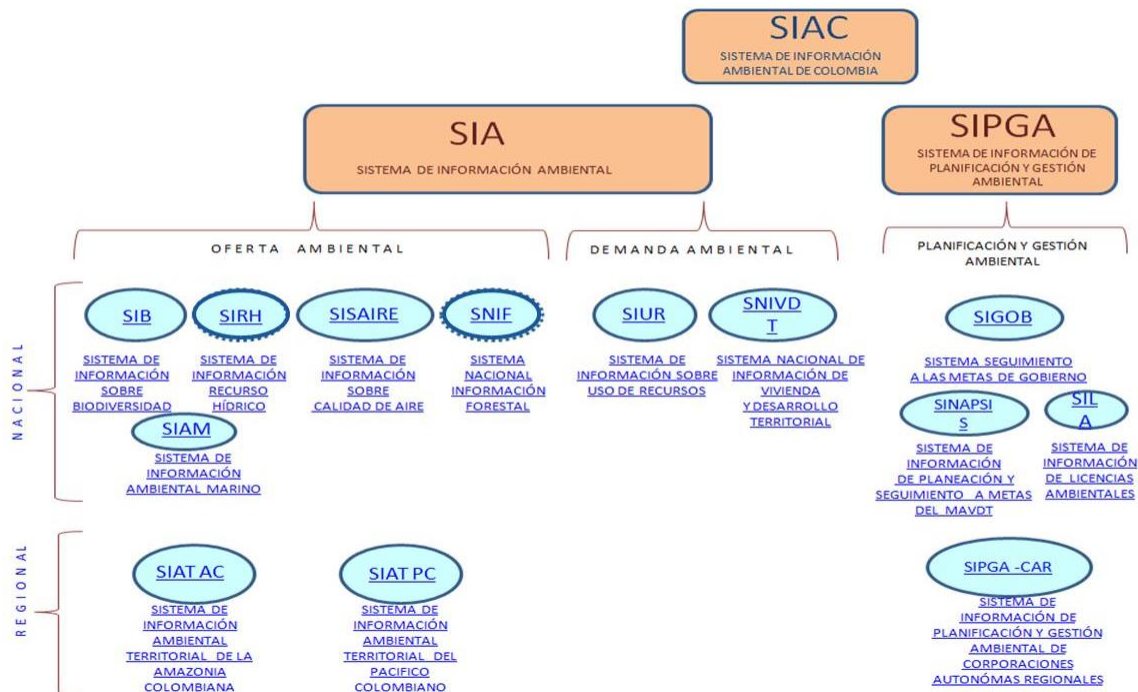 SIAC
SISTEMA DE INFORMACIÓN
AMBIENTAL DE COLOMBIA
SIA
SISTEMA DE INFORMACIÓN AMBIENTAL
SIPGA
SISTEMA DE INFORMACIÓN DE
PLANIFICACIÓN Y GESTIÓN
AMBIENTAL
OFERTA AMBIENTAL
DEMANDA AMBIENTAL
PLANIFICACIÓN Y GESTIÓN
AMBIENTAL
NACIONAL
SIB
SISTEMA DE
INFORMACIÓN
SOBRE
BIODIVERSIDAD
SIRH
SISTEMA DE
INFORMACIÓN
RECURSO
HÍDRICO
SISAIRE
SISTEMA DE
INFORMACIÓN
SOBRE
CALIDAD DE AIRE
SNIF
SISTEMA
NACIONAL
INFORMACIÓN
FORESTAL
SIAM
SISTEMA DE
INFORMACIÓN
AMBIENTAL MARINO
SIUR
SISTEMA DE
INFORMACIÓN SOBRE
USO DE RECURSOS
SNIVD
T
SISTEMA NACIONAL DE
INFORMACIÓN DE
VIVIENDA
Y DESARROLLO
TERRITORIAL
SIGOB
SISTEMA SEGUIMIENTO
A LAS METAS DE GOBIERNO
SINAPSI
S
SISTEMA DE
INFORMACIÓN
DE PLANEACIÓN Y
SEGUIMIENTO A METAS
DEL MAVDT
SIL
A
SISTEMA DE
INFORMACIÓN
DE LICENCIAS
AMBIENTALES
REGIONAL
SIAT AC
SISTEMA DE
INFORMACIÓN
AMBIENTAL
TERRITORIAL DE LA
AMAZONIA
COLOMBIANA
SIAT PC
SISTEMA DE
INFORMACIÓN
AMBIENTAL
TERRITORIAL DEL
PACIFICO
COLOMBIANO
SIPGA -CAR
SISTEMA DE
INFORMACIÓN DE
PLANIFICACIÓN Y GESTIÓN
AMBIENTAL DE
CORPORACIONES
AUTONÓMAS REGIONALES